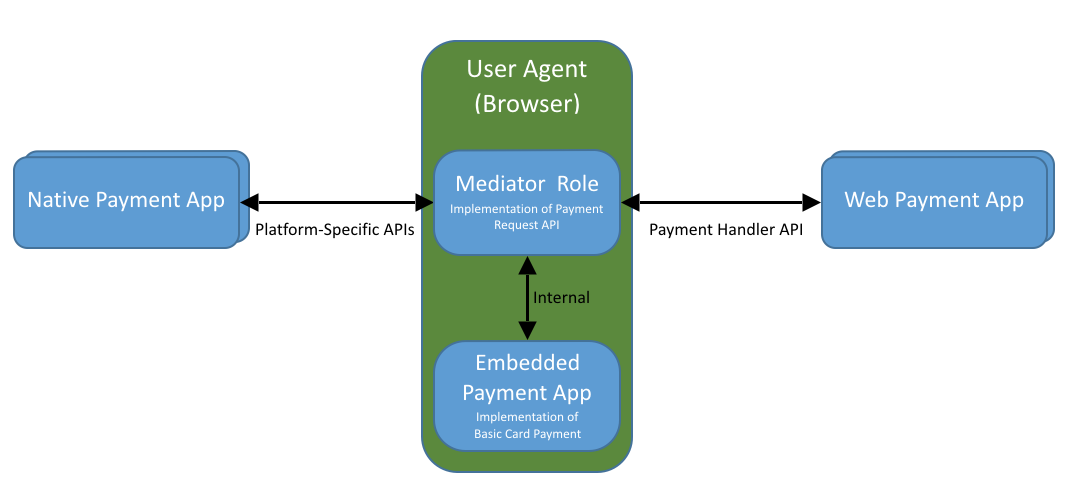 User Agent
(Browser)
Native Payment App
Mediator Role
Implementation of Payment
Request API
Web Payment App
Platform-Specific APIs
Payment Handler API
Internal
Embedded
Payment App
Implementation of
Basic Card Payment